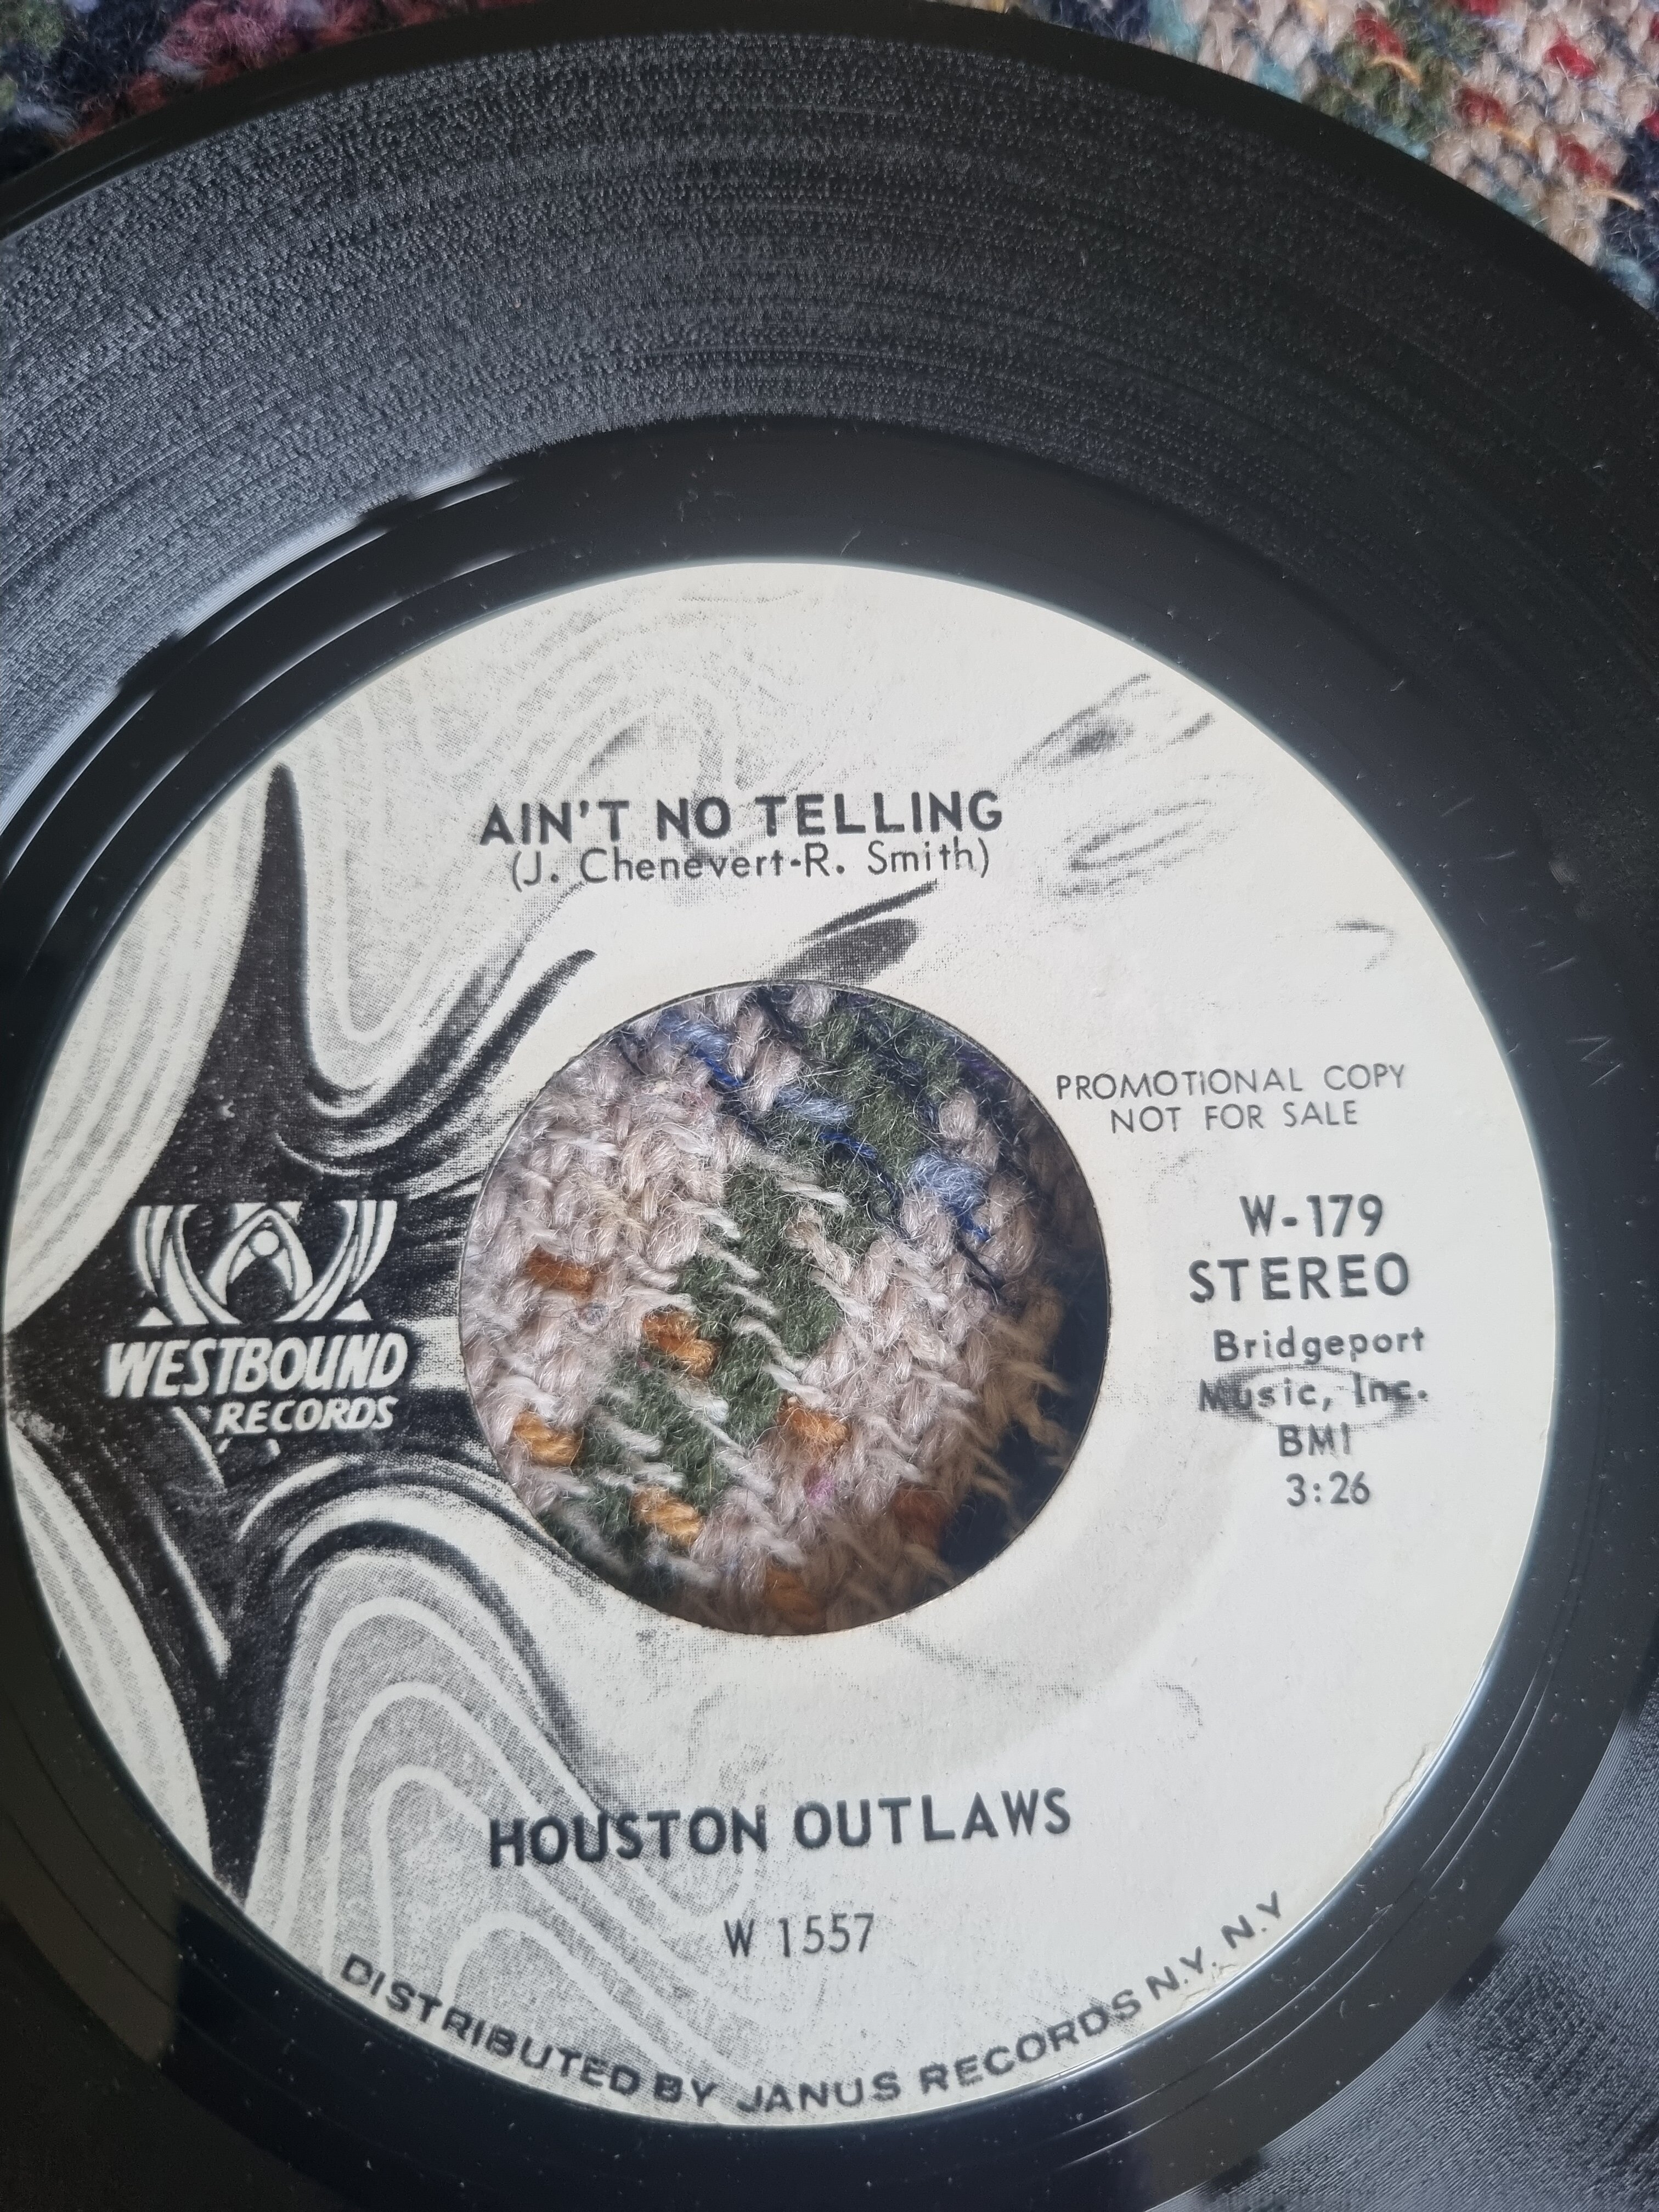 AIN'T NO TELLING
(J. Chenevert-R. Smith)
PROMOTIONAL COPY
NOT FOR SALE
W-179
STEREO
Bridgeport
Music, Inc.
BMI
3:26
WESTBOUND
RECORDS
HOUSTON OUTLAWS
W 1557
DISTRIBUTED BY JANUS RECORDS N.Y. N.Y